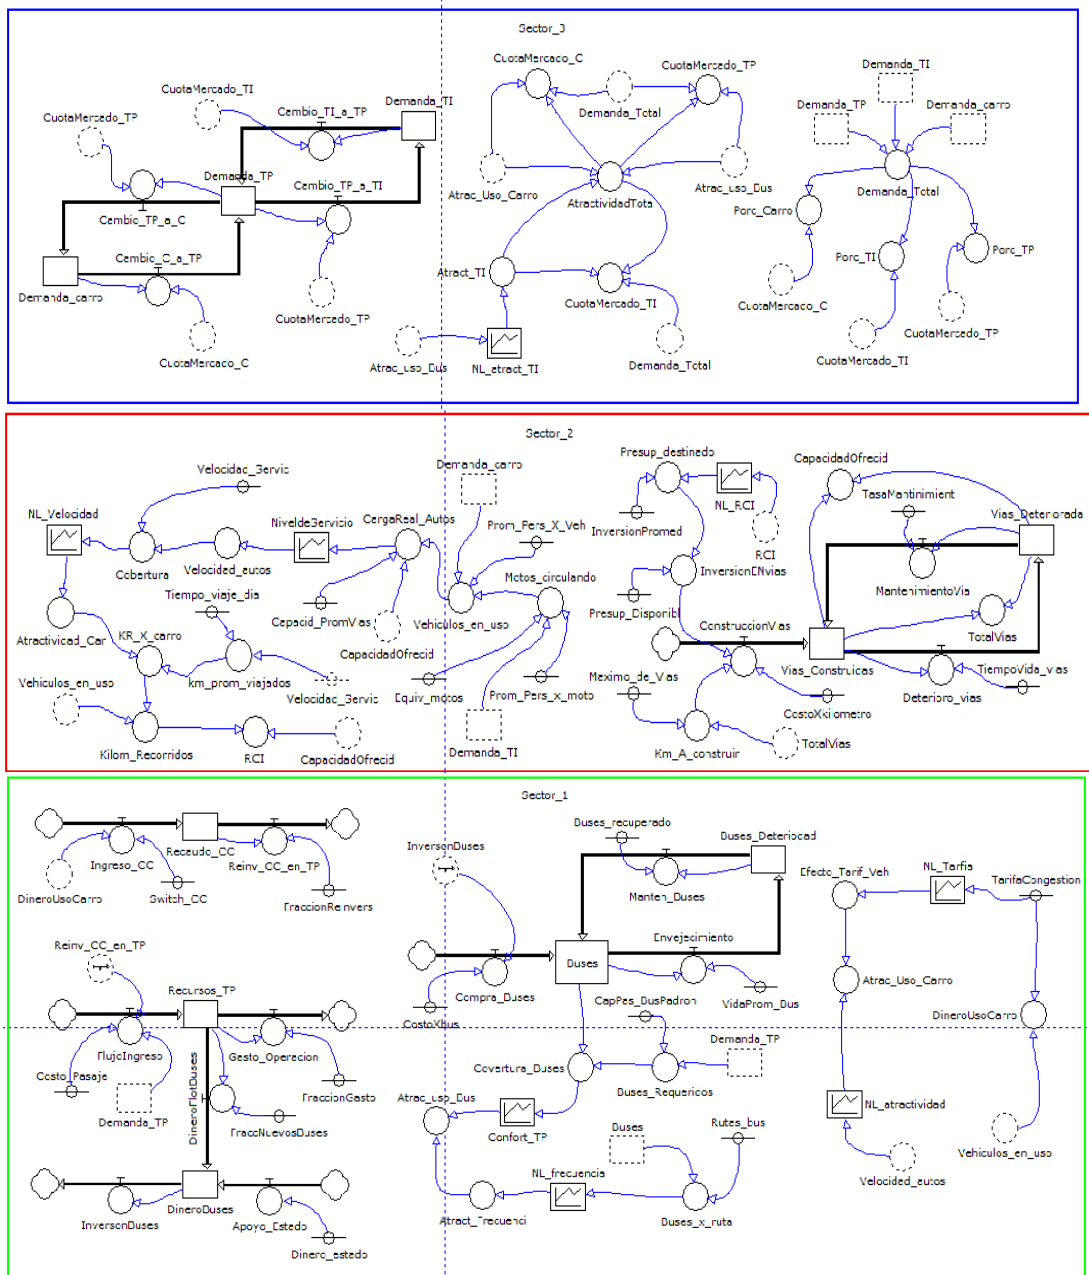 Sector_3
CuotaMercado_C
CuotaMercado_TP
Demanda_TI
CuotaMercado_TI
Demanda_TI
Cambio_TI_a_TP
Demanda_Total
Demanda_TP
Demanda_carro
CuotaMercado_TP
Demanda_TP
Cambio_TP_a_TI
Atrac_Uso_Carro
AtractividadTota
Atrac_uso_Bus
Demanda_Total
Porc_Carro
Cambio_TP_a_C
Cambio_C_a_TP
Atract_TI
Porc_TI
Porc_TP
Demanda_carro
CuotaMercado_TP
CuotaMercado_TI
CuotaMercado_C
CuotaMercado_TP
CuotaMercado_C
Atrac_uso_Bus
NL_atract_TI
Demanda_Total
CuotaMercado_TI
Sector_2
Velocidad_Servic
Demanda_carro
Presup_destinado
CapacidadOfrecid
NL_Velocidad
NiveldeServicio
CargaReal_Autos
Prom_Pers_X_Veh
NL_RCI
TasaMantinimient
Vias_Deteriorada
InversionPromed
RCI
Cobertura
Velocidad_autos
Motos_circulando
InversionENvias
MantenimientoVia
Tiempo_viaje_dia
Capacid_PromVias
Vehiculos_en_uso
Presup_Disponibl
Atractividad_Car
KR_X_carro
CapacidadOfrecid
ConstruccionVias
TotalVias
Vias_Construidas
TiempoVida_vias
Vehiculos_en_uso
km_prom_viajados
Velocidad_Servic
Equiv_motos
Prom_Pers_x_moto
Maximo_de_Vias
CostoXkilometro
Deterioro_vias
Kilom_Recorridos
RCI
CapacidadOfrecid
Demanda_TI
Km_A_construir
TotalVias
Sector_1
Buses_recuperado
Buses_Deteriorad
InversonBuses
Recaudo_CC
Ingreso_CC
Reinv_CC_en_TP
Efecto_Tarif_Veh
NL_Tarfia
TarifaCongestion
DineroUsoCarro
Switch_CC
FraccionReinvers
Manten_Buses
Reinv_CC_en_TP
Envejecimiento
Buses
Recursos_TP
Compra_Buses
CapPas_BusPadron
VidaProm_Bus
Atrac_Uso_Carro
CostoXbus
DineroUsoCarro
FlujoIngreso
Gasto_Operacion
Demanda_TP
Costo_Pasaje
Covertura_Buses
Buses_Requeridos
FraccionGasto
DineroFlotBuses
Atrac_uso_Bus
Demanda_TP
FraccNuevosBuses
Confort_TP
Buses
Rutas_bus
NL_atractividad
Vehiculos_en_uso
NL_frecuencia
Velocidad_autos
InversonBuses
DineroBuses
Apoyo_Estado
Atract_Frecuenci
Buses_x_ruta
Dinero_estado